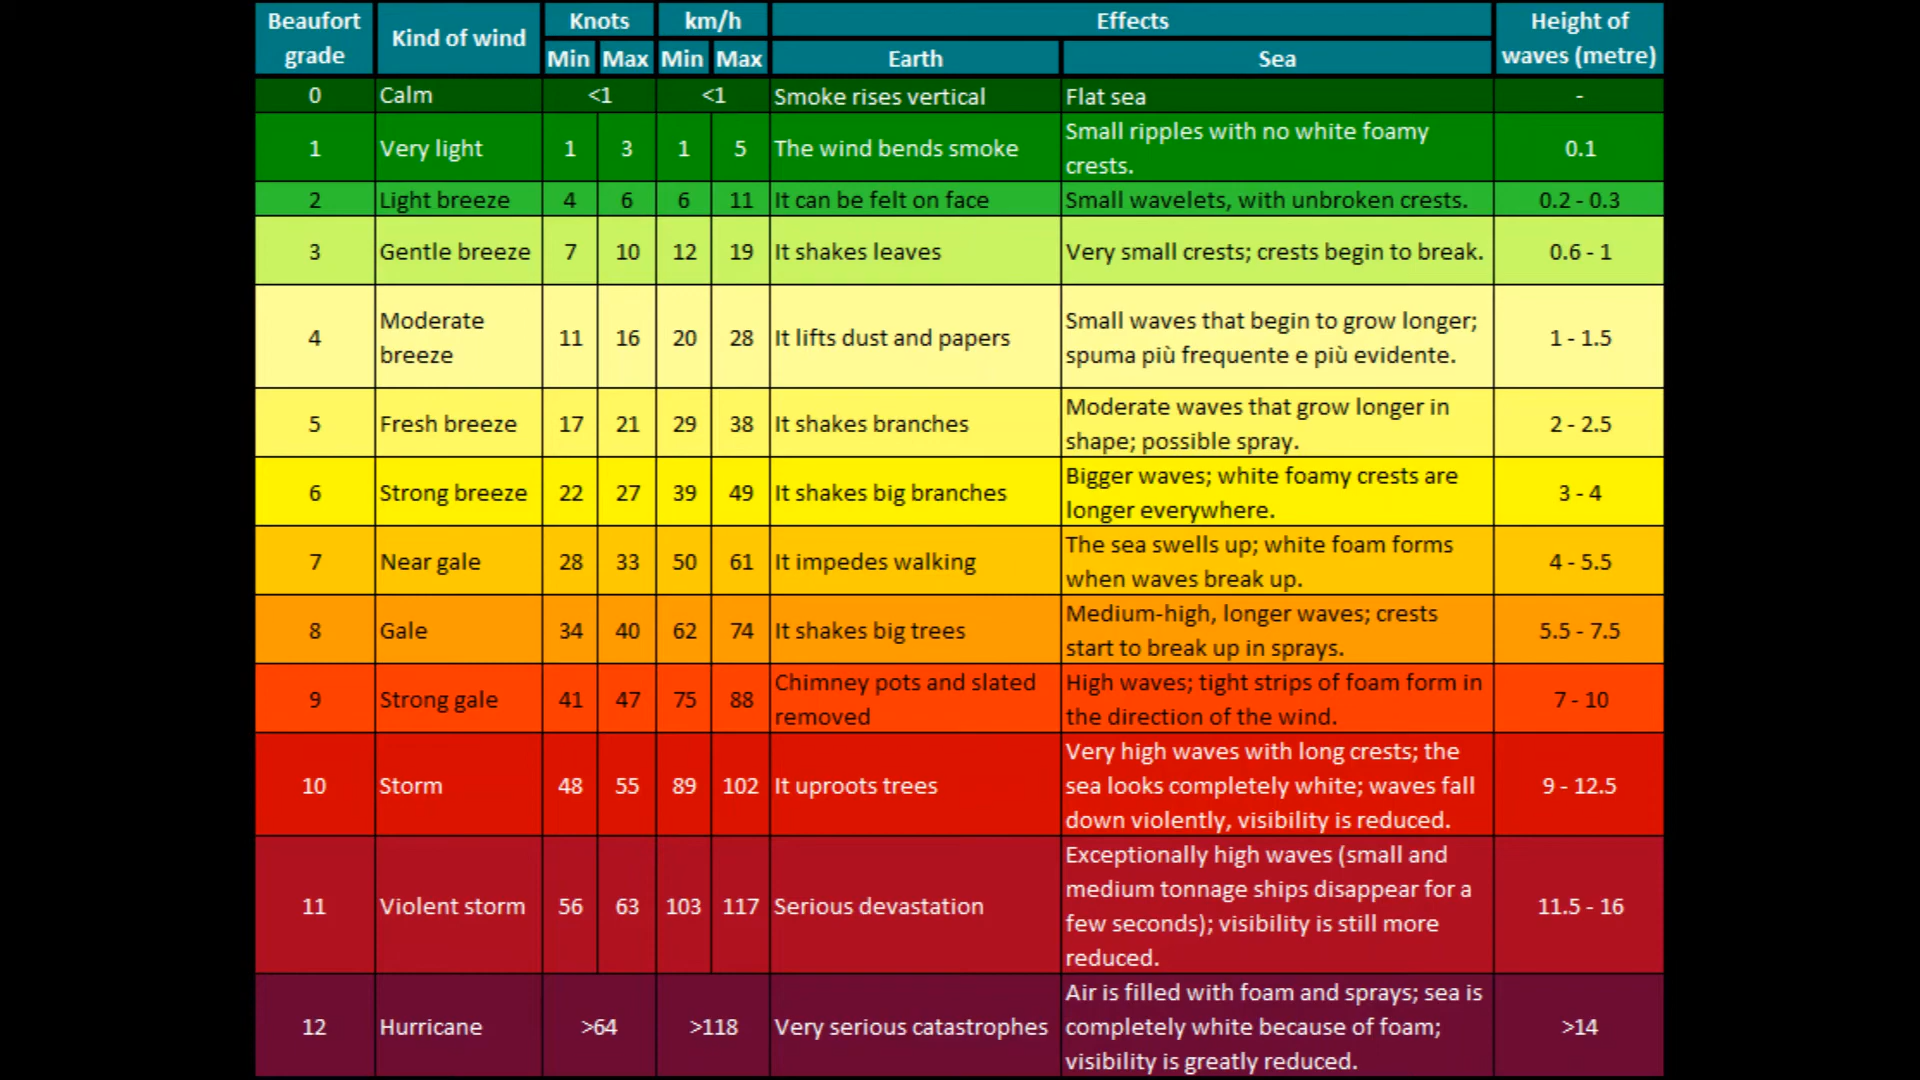 Beaufort grade Kind of wind Knots km/h Effects Height of waves (metre)
Min Max Min Max Earth Sea
0 Calm <1 <1 Smoke rises vertical Flat sea -
1 Very light 1 3 1 5 The wind bends smoke Small ripples with no white foamy
crests. 0.1
2 Light breeze 4 6 6 11 It can be felt on face Small wavelets, with unbroken crests. 0.2 - 0.3
3 Gentle breeze 7 10 12 19 It shakes leaves Very small crests; crests begin to break. 0.6 - 1
4 Moderate breeze 11 16 20 28 It lifts dust and papers Small waves that begin to grow longer;
spuma più frequente e più evidente. 1 - 1.5
5 Fresh breeze 17 21 29 38 It shakes branches Moderate waves that grow longer in
shape; possible spray. 2 - 2.5
6 Strong breeze 22 27 39 49 It shakes big branches Bigger waves; white foamy crests are
longer everywhere. 3 - 4
7 Near gale 28 33 50 61 It impedes walking The sea swells up; white foam forms
when waves break up. 4 - 5.5
8 Gale 34 40 62 74 It shakes big trees Medium-high, longer waves; crests
start to break up in sprays. 5.5 - 7.5
9 Strong gale 41 47 75 88 Chimney pots and slated removed High waves; tight strips of foam form in
the direction of the wind. 7 - 10
10 Storm 48 55 89 102 It uproots trees Very high waves with long crests; the
sea looks completely white; waves fall
down violently, visibility is reduced. 9 - 12.5
11 Violent storm 56 63 103 117 Serious devastation Exceptionally high waves (small and
medium tonnage ships disappear for a
few seconds); visibility is still more
reduced. 11.5 - 16
12 Hurricane >64 >118 Very serious catastrophes Air is filled with foam and sprays; sea is
completely white because of foam;
visibility is greatly reduced. >14